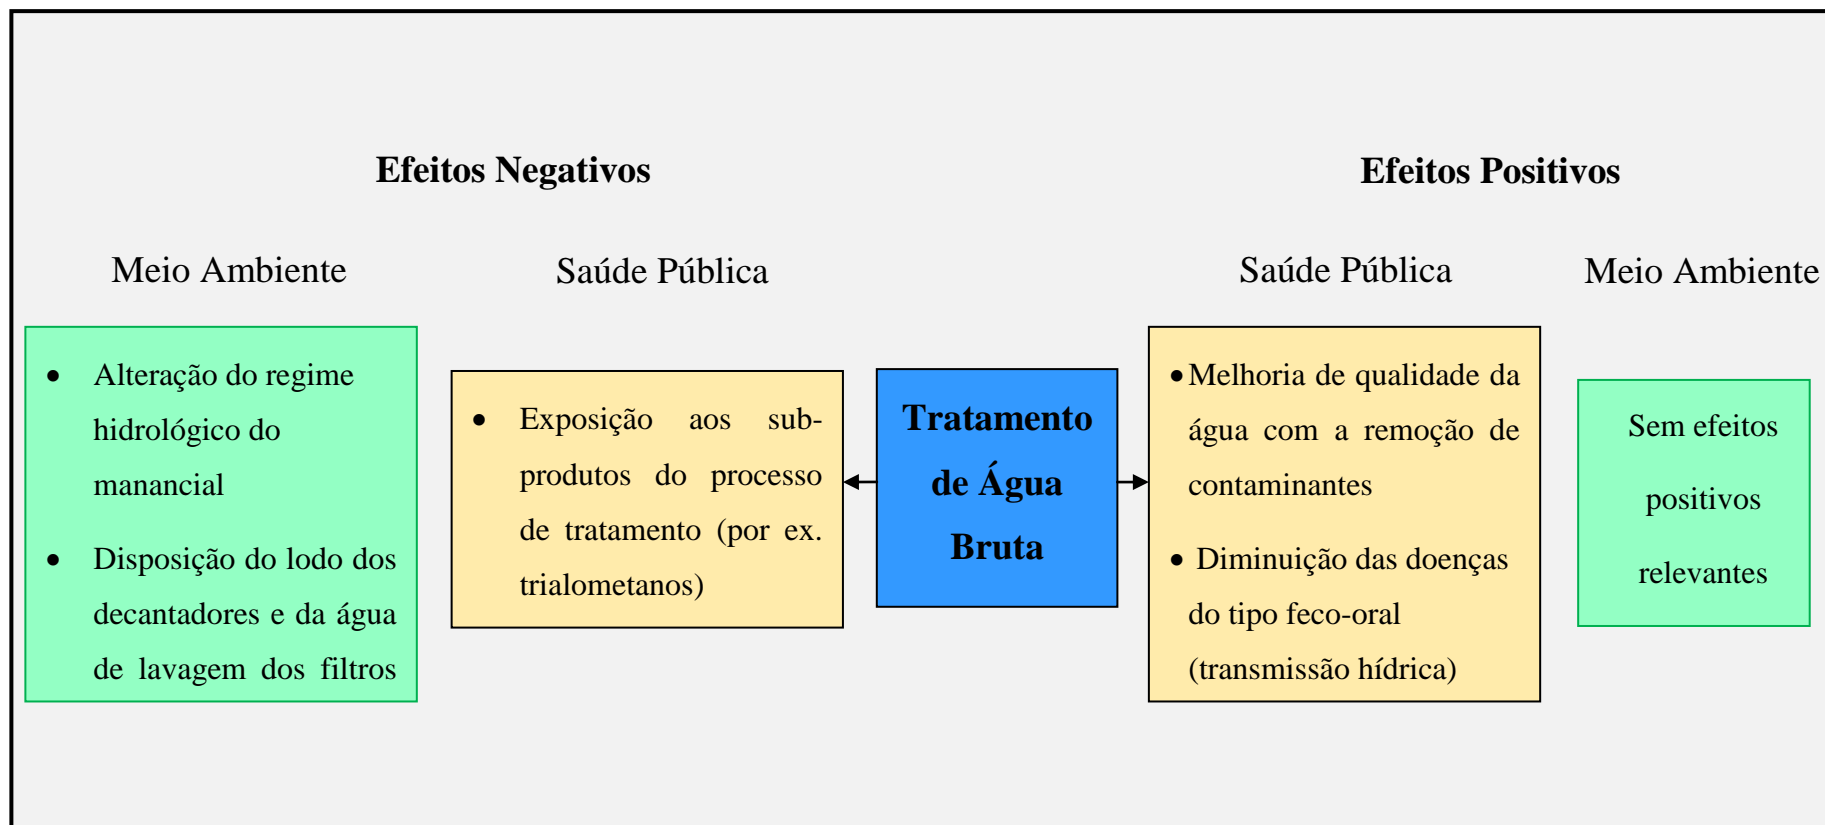 Efeitos Negativos
Efeitos Positivos
Meio Ambiente
Saúde Pública
Saúde Pública
Meio Ambiente
• Alteração do regime
hidrológico do
manancial
• Disposição do lodo dos
decantadores e da água
de lavagem dos filtros
• Exposição aos sub-
produtos do processo
de tratamento (por ex.
trialometanos)
Tratamento
de Água
Bruta
• Melhoria de qualidade da
água com a remoção de
contaminantes
• Diminuição das doenças
do tipo feco-oral
(transmissão hídrica)
Sem efeitos
positivos
relevantes